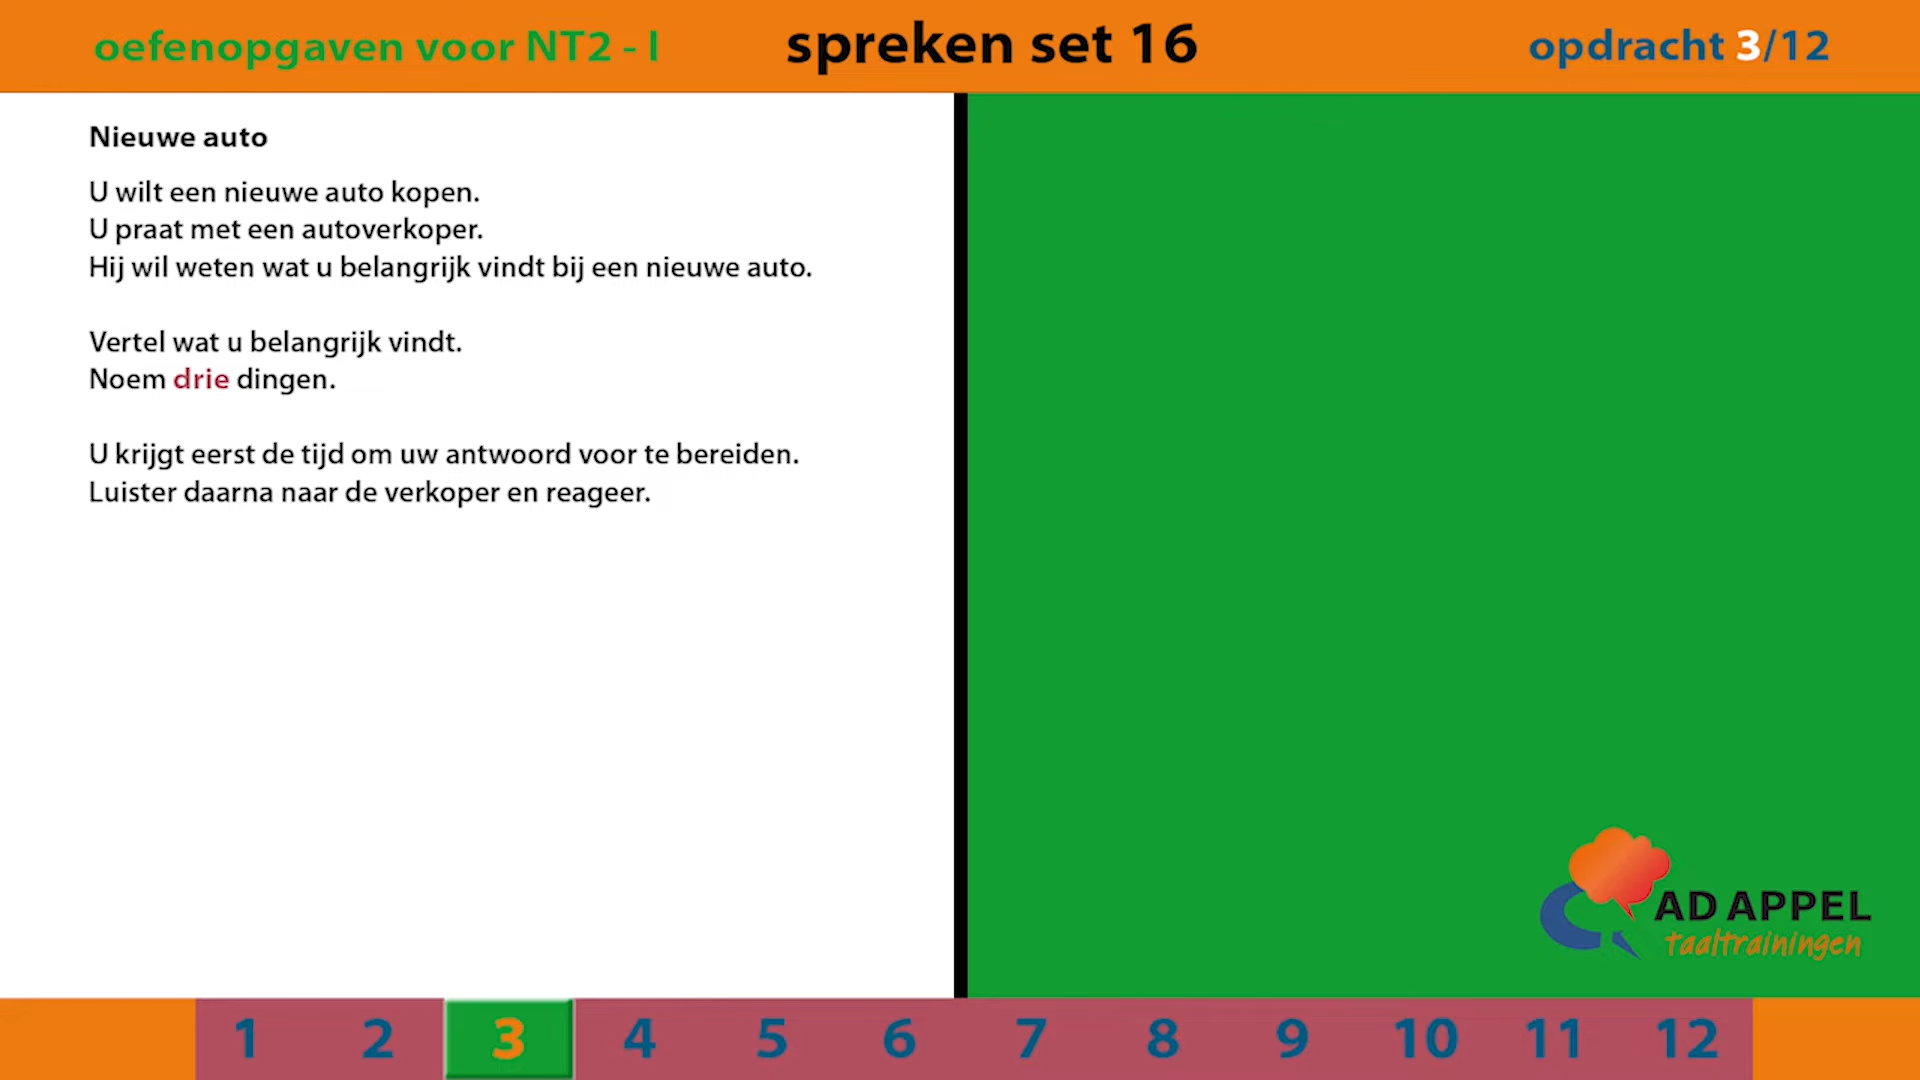 oefenopgaven voor NT2 - I
spreken set 16
opdracht 3/12
Nieuwe auto
U wilt een nieuwe auto kopen.
U praat met een autoverkoper.
Hij wil weten wat u belangrijk vindt bij een nieuwe auto.
Vertel wat u belangrijk vindt.
Noem drie dingen.
U krijgt eerst de tijd om uw antwoord voor te bereiden.
Luister daarna naar de verkoper en reageer.
AD APPEL
taaltrainingen
1 2 3 4 5 6 7 8 9 10 11 12